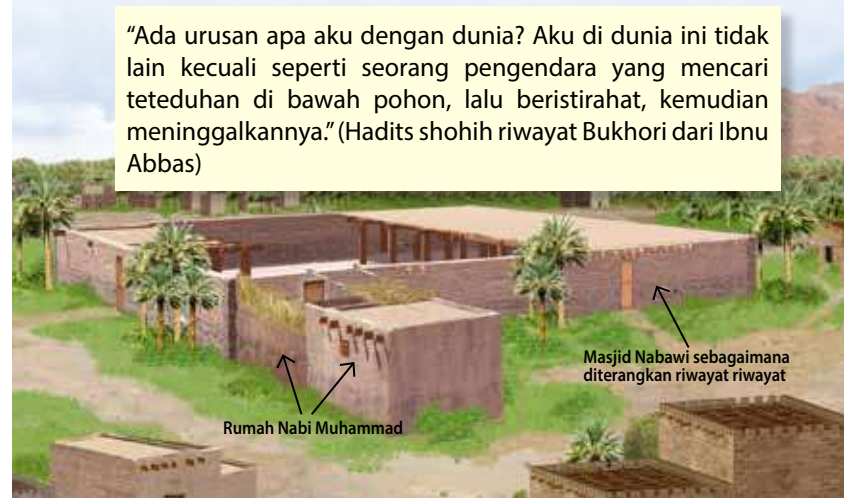 “Ada urusan apa aku dengan dunia? Aku di dunia ini tidak
lain kecuali seperti seorang pengendara yang mencari
teteduhan di bawah pohon, lalu beristirahat, kemudian
meninggalkannya.” (Hadits shohih riwayat Bukhori dari Ibnu
Abbas)
Masjid Nabawi sebagaimana
diterangkan riwayat riwayat
Rumah Nabi Muhammad